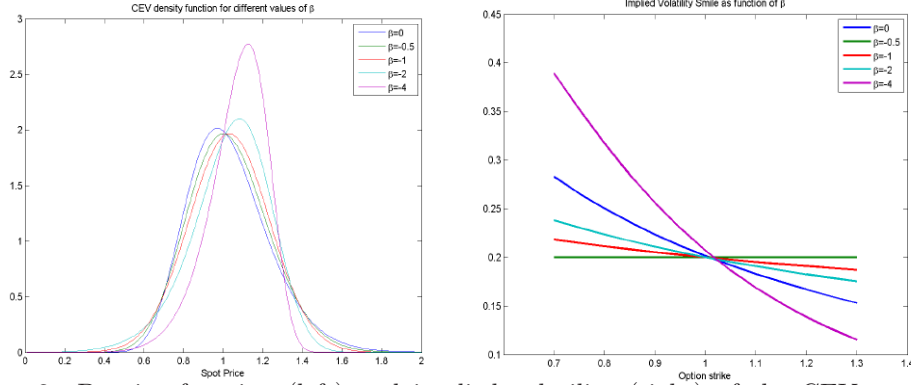 CEV density function for different values of β
3
2.5
2
1.5
1
0.5
0
0 0.2 0.4 0.6 0.8 1 1.2 1.4 1.6 1.8 2
Spot Price
β=0
β=-0.5
β=-1
β=-2
β=-4
Implied Volatility Smile as function of β
0.45
0.4
0.35
0.3
0.25
0.2
0.15
0.1
0.7 0.8 0.9 1 1.1 1.2 1.3 1.4
Option strike
β=0
β=-0.5
β=-1
β=-2
β=-4